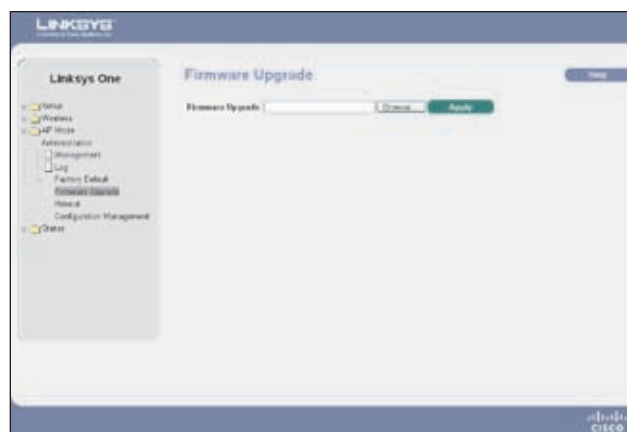 LINKSYS®
Firmware Upgrade
Help
Linksys One
Firmware Upgrade
Browse...
Apply
Setup
Wireless
AP Mode
Administration
Management
Log
Factory Default
Firmware Upgrade
Reboot
Configuration Management
Status
CISCO